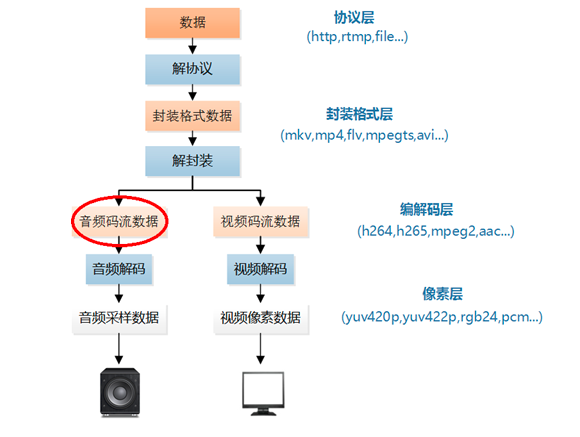 数据
协议层
(http,rtmp,file...)
解协议
封装格式数据
封装格式层
(mkv,mp4,flv,mpegts,avi...)
解封装
音频码流数据
视频码流数据
编解码层
(h264,h265,mpeg2,aac...)
音频解码
视频解码
音频采样数据
视频像素数据
像素层
(yuv420p,yuv422p,rgb24,pcm...)